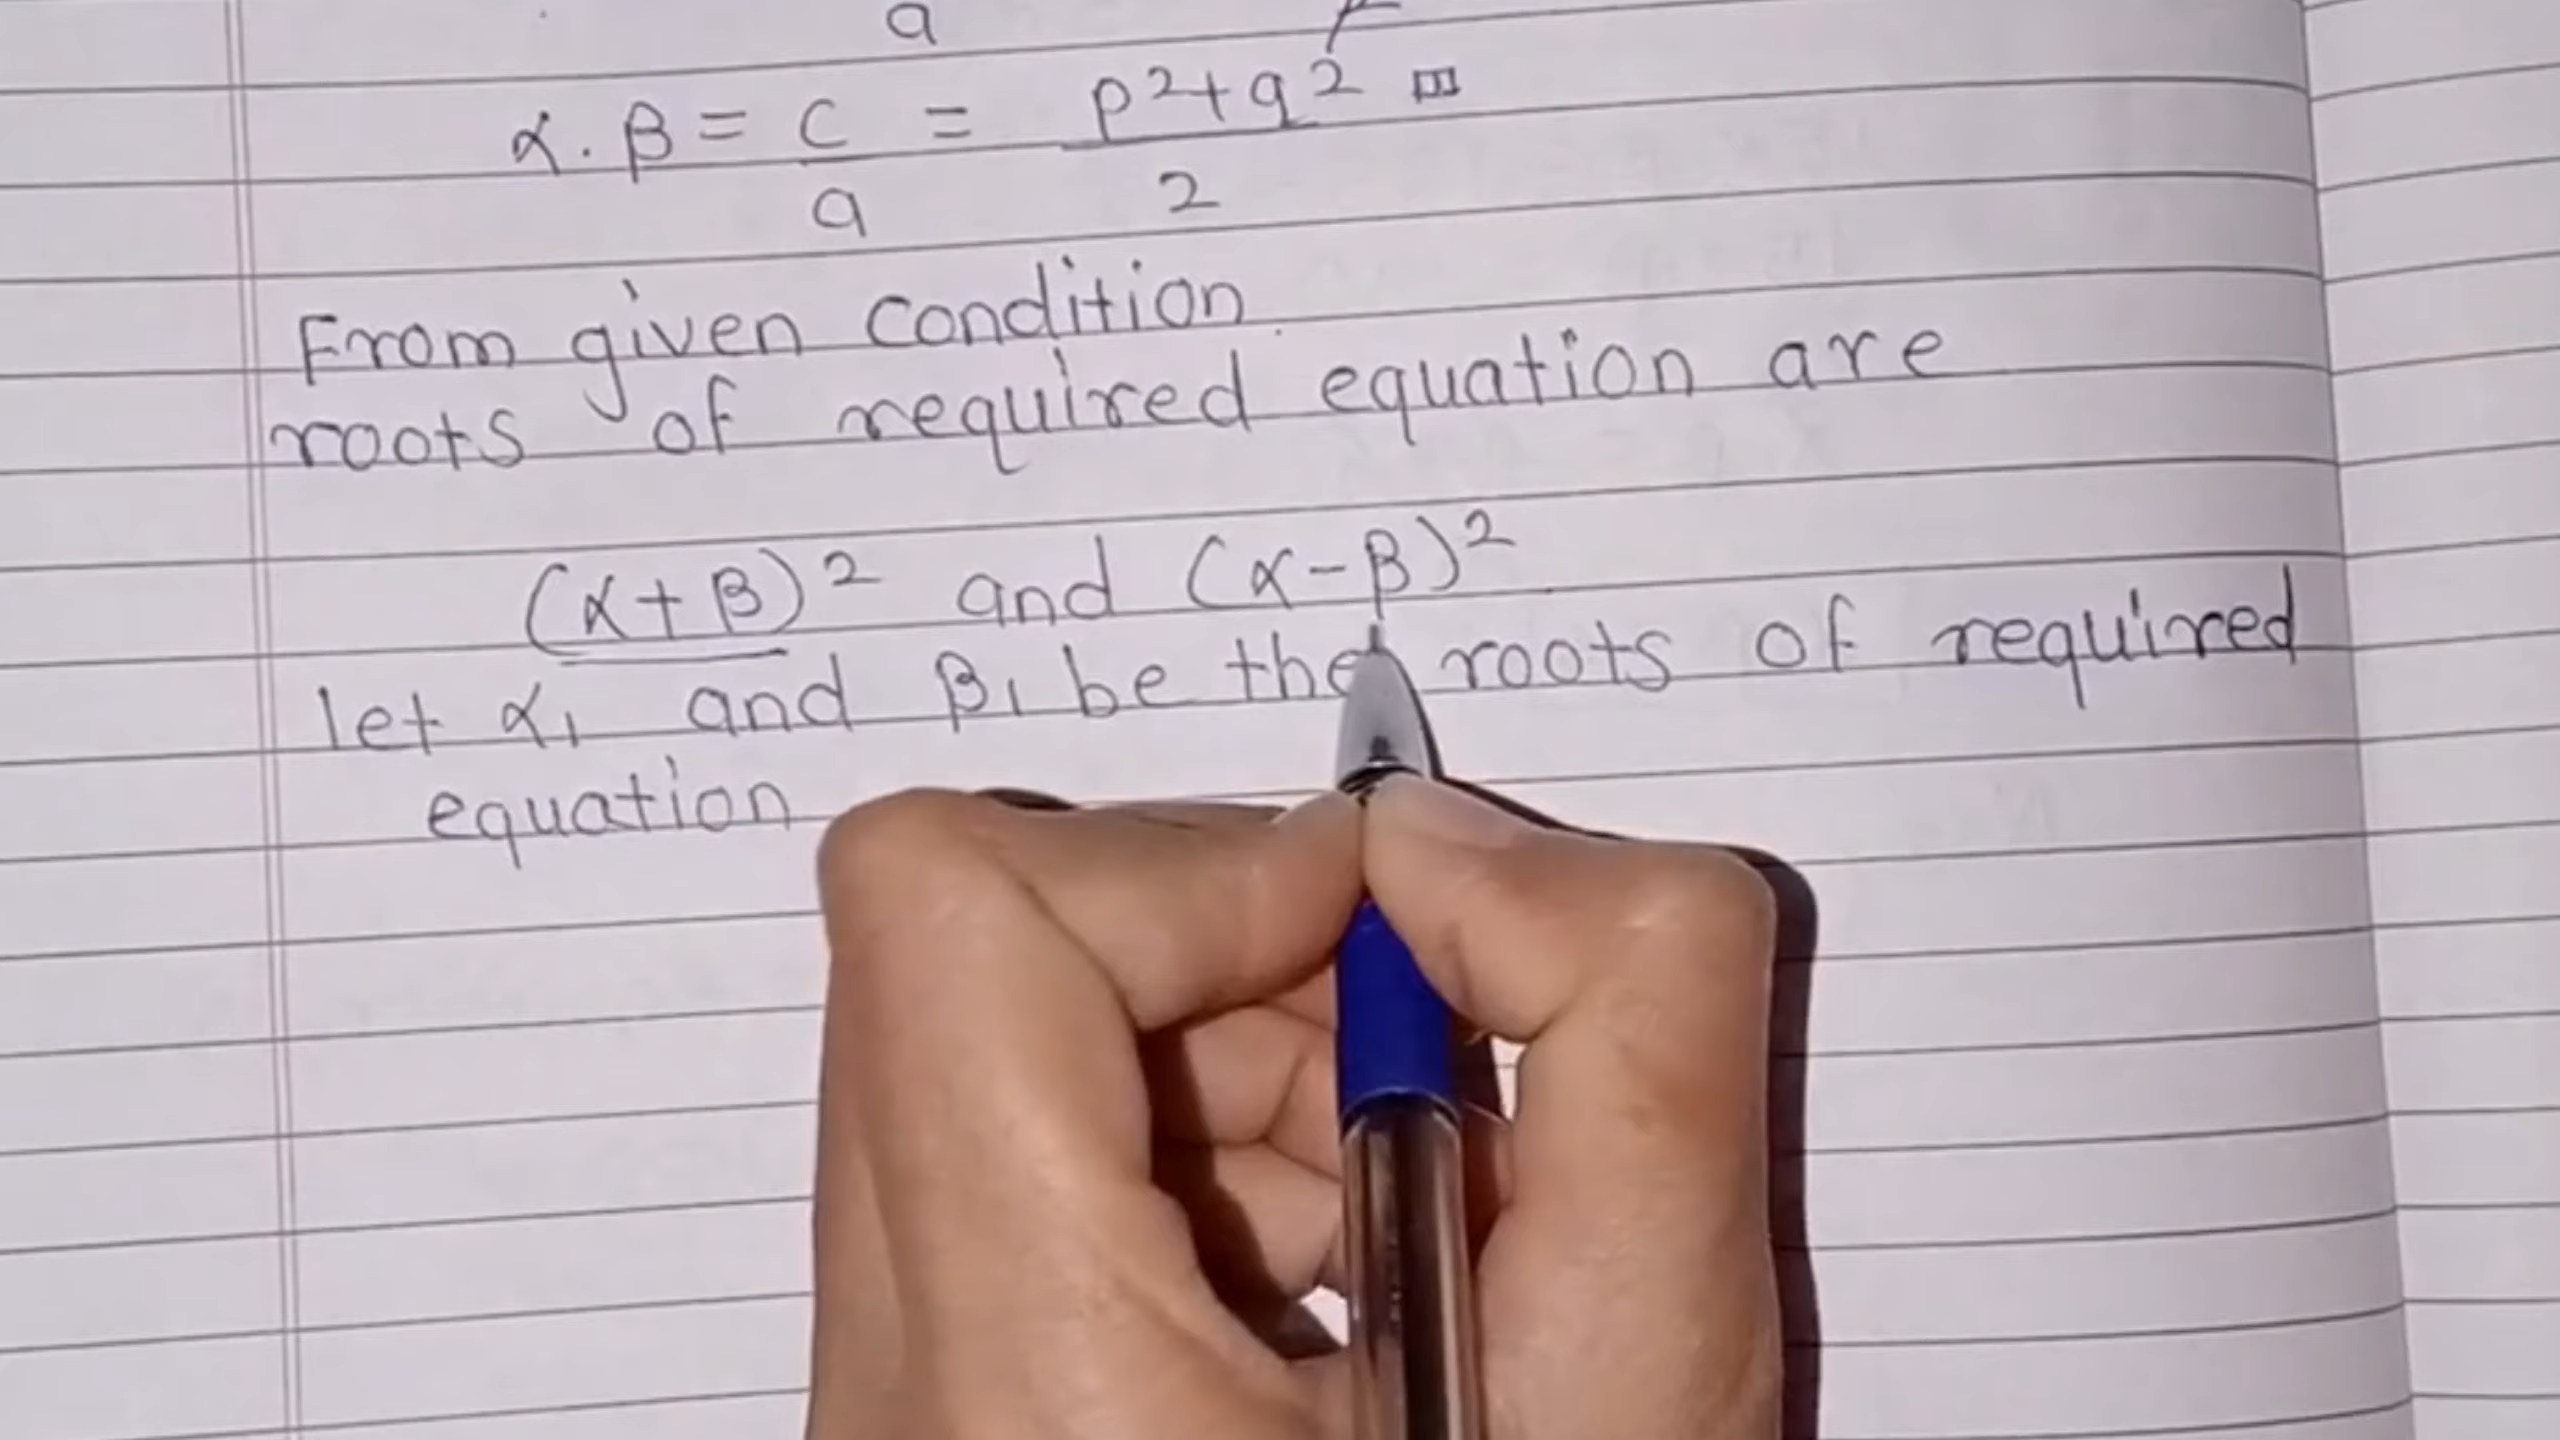 a
α . β = c/a = p²+q²/2 III
From given condition
roots of required equation are
(α+β)² and (α-β)²
let α₁ and β₁ be the roots of required
equation